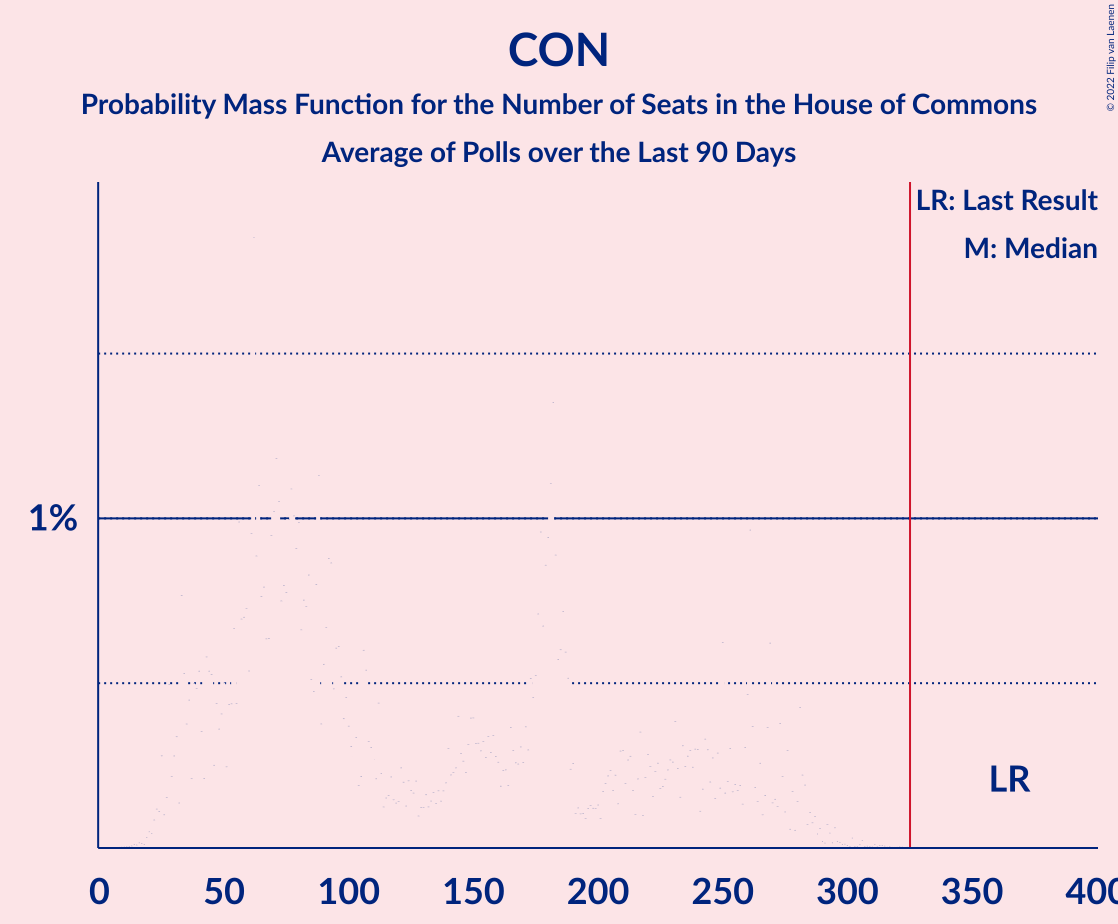 © 2022 Filip van Laenen
CON
Probability Mass Function for the Number of Seats in the House of Commons
Average of Polls over the Last 90 Days
LR: Last Result
M: Median
1%
LR
0 50 100 150 200 250 300 350 400